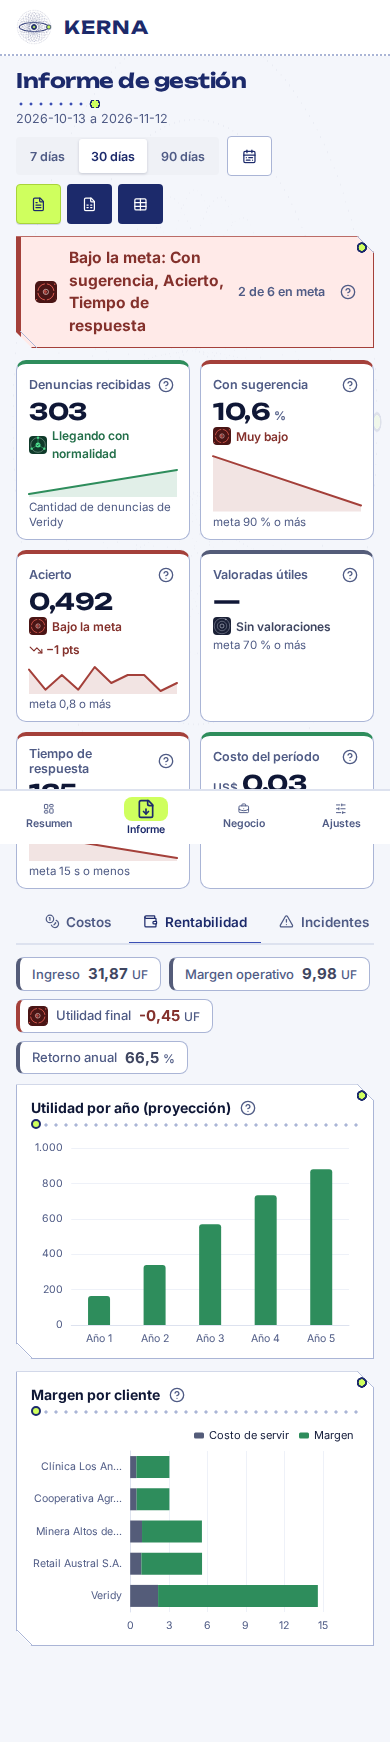 KERNA
Informe de gestión
2026-10-13 a 2026-11-12
7 días
30 días
90 días
Bajo la meta: Con
sugerencia, Acierto,
Tiempo de
respuesta
2 de 6 en meta
Denuncias recibidas
303
Llegando con
normalidad
Cantidad de denuncias de
Veridy
Con sugerencia
10,6 %
Muy bajo
meta 90 % o más
Acierto
0,492
Bajo la meta
−1 pts
meta 0,8 o más
Valoradas útiles
—
Sin valoraciones
meta 70 % o más
Tiempo de
respuesta
Costo del período
US$ 0,03
Resumen
Informe
Negocio
Ajustes
meta 15 s o menos
Costos
Rentabilidad
Incidentes
Ingreso 31,87 UF
Margen operativo 9,98 UF
Utilidad final -0,45 UF
Retorno anual 66,5 %
Utilidad por año (proyección)
1.000
800
600
400
200
0
Año 1 Año 2 Año 3 Año 4 Año 5
Margen por cliente
Costo de servir Margen
Clínica Los An...
Cooperativa Agr...
Minera Altos de...
Retail Austral S.A.
Veridy
0 3 6 9 12 15